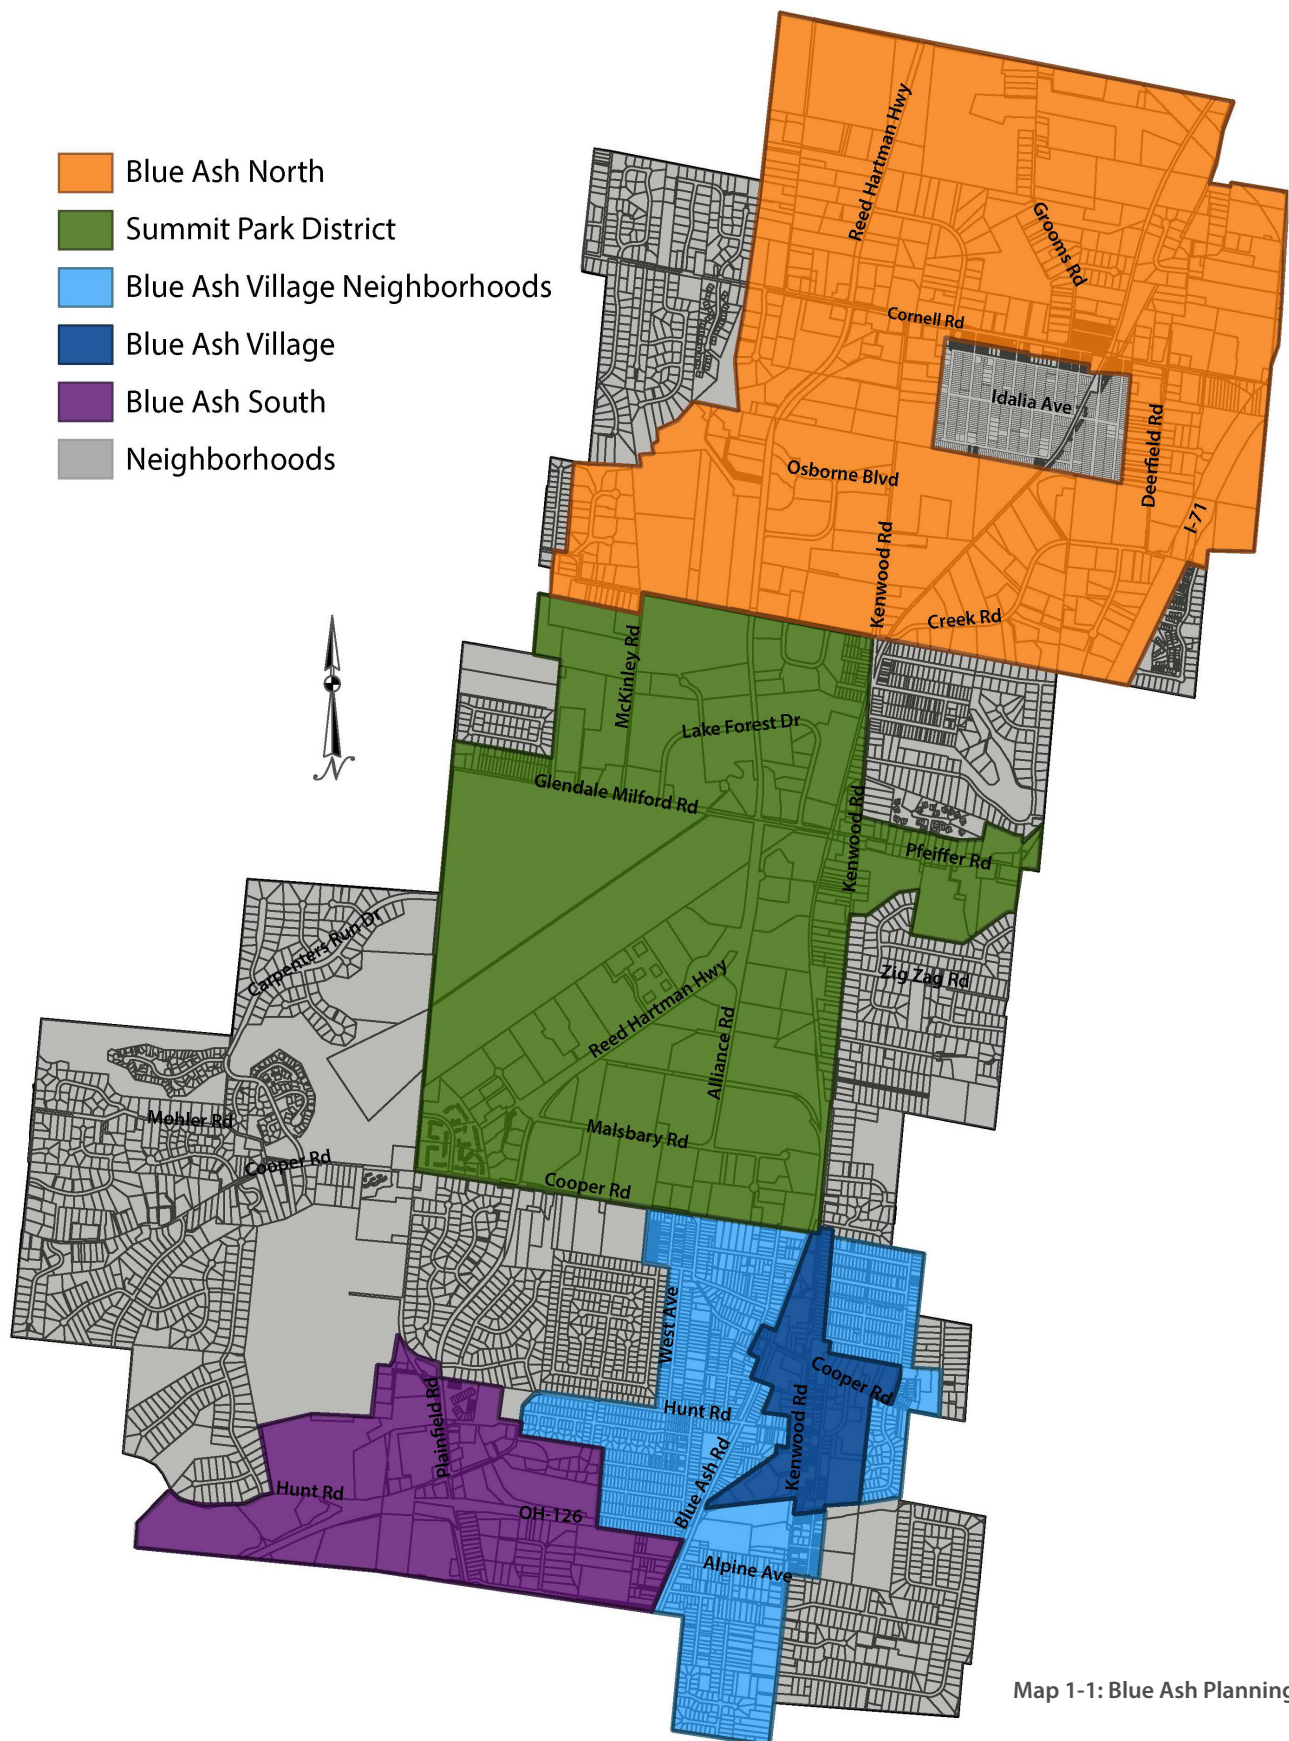 Blue Ash North
Summit Park District
Blue Ash Village Neighborhoods
Blue Ash Village
Blue Ash South
Neighborhoods
Reed Hartman Hwy
Grooms Rd
Cornell Rd
Idalia Ave
Deerfield Rd
Osborne Blvd
I-71
Kenwood Rd
Creek Rd
McKinley Rd
Lake Forest Dr
Glendale Milford Rd
Kenwood Rd
Pfeiffer Rd
Carpenters Run Dr
Zig Zag Rd
Reed Hartman Hwy
Alliance Rd
Mohler Rd
Malsbary Rd
Cooper Rd
Cooper Rd
West Ave
Cooper Rd
Plainfield Rd
Hunt Rd
Kenwood Rd
Blue Ash Rd
Hunt Rd
OH-126
Alpine Ave
N
Map 1-1: Blue Ash Planning